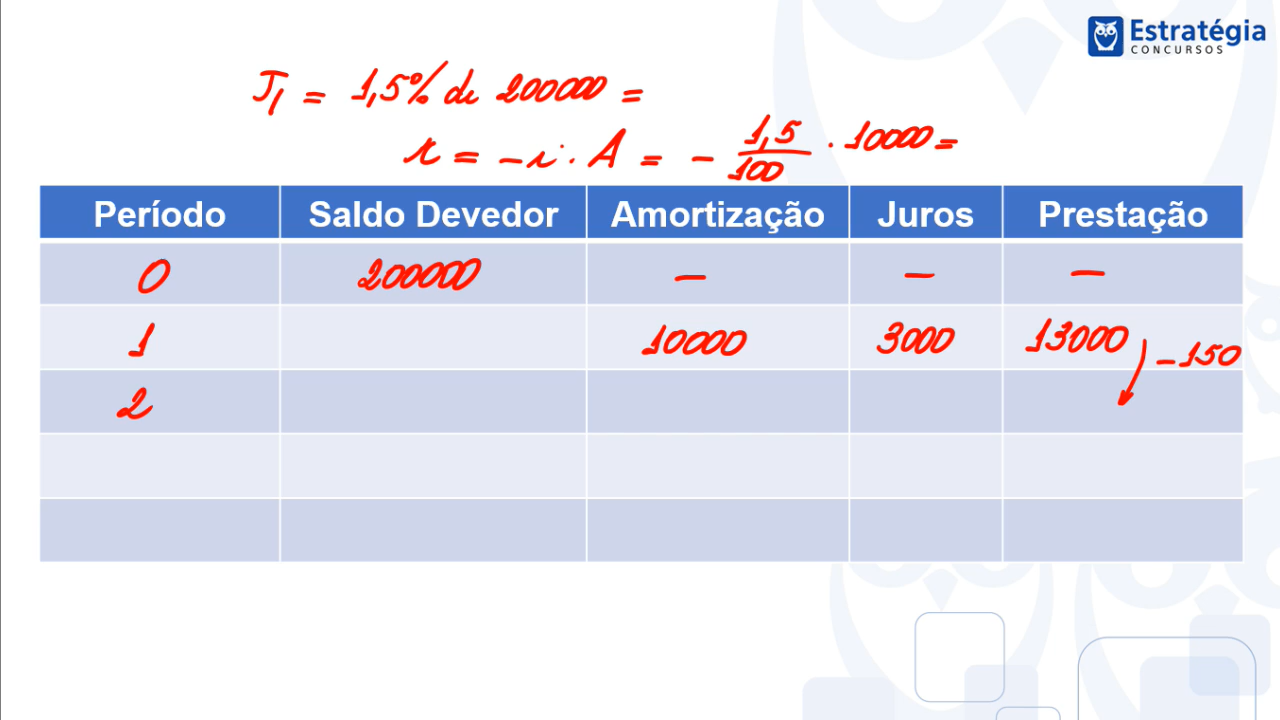 Estratégia
CONCURSOS
J₁ = 1,5% de 200000 =
r = -i · A = - 1,5/100 · 10000 =
Período Saldo Devedor Amortização Juros Prestação
0 200000 - - -
1 10000 3000 13000 -150
2